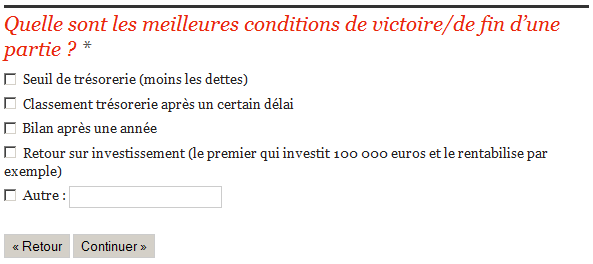 Quelle sont les meilleures conditions de victoire/de fin d'une
partie ? *
Seuil de trésorerie (moins les dettes)
Classement trésorerie après un certain délai
Bilan après une année
Retour sur investissement (le premier qui investit 100 000 euros et le rentabilise par
exemple)
Autre :
« Retour Continuer »